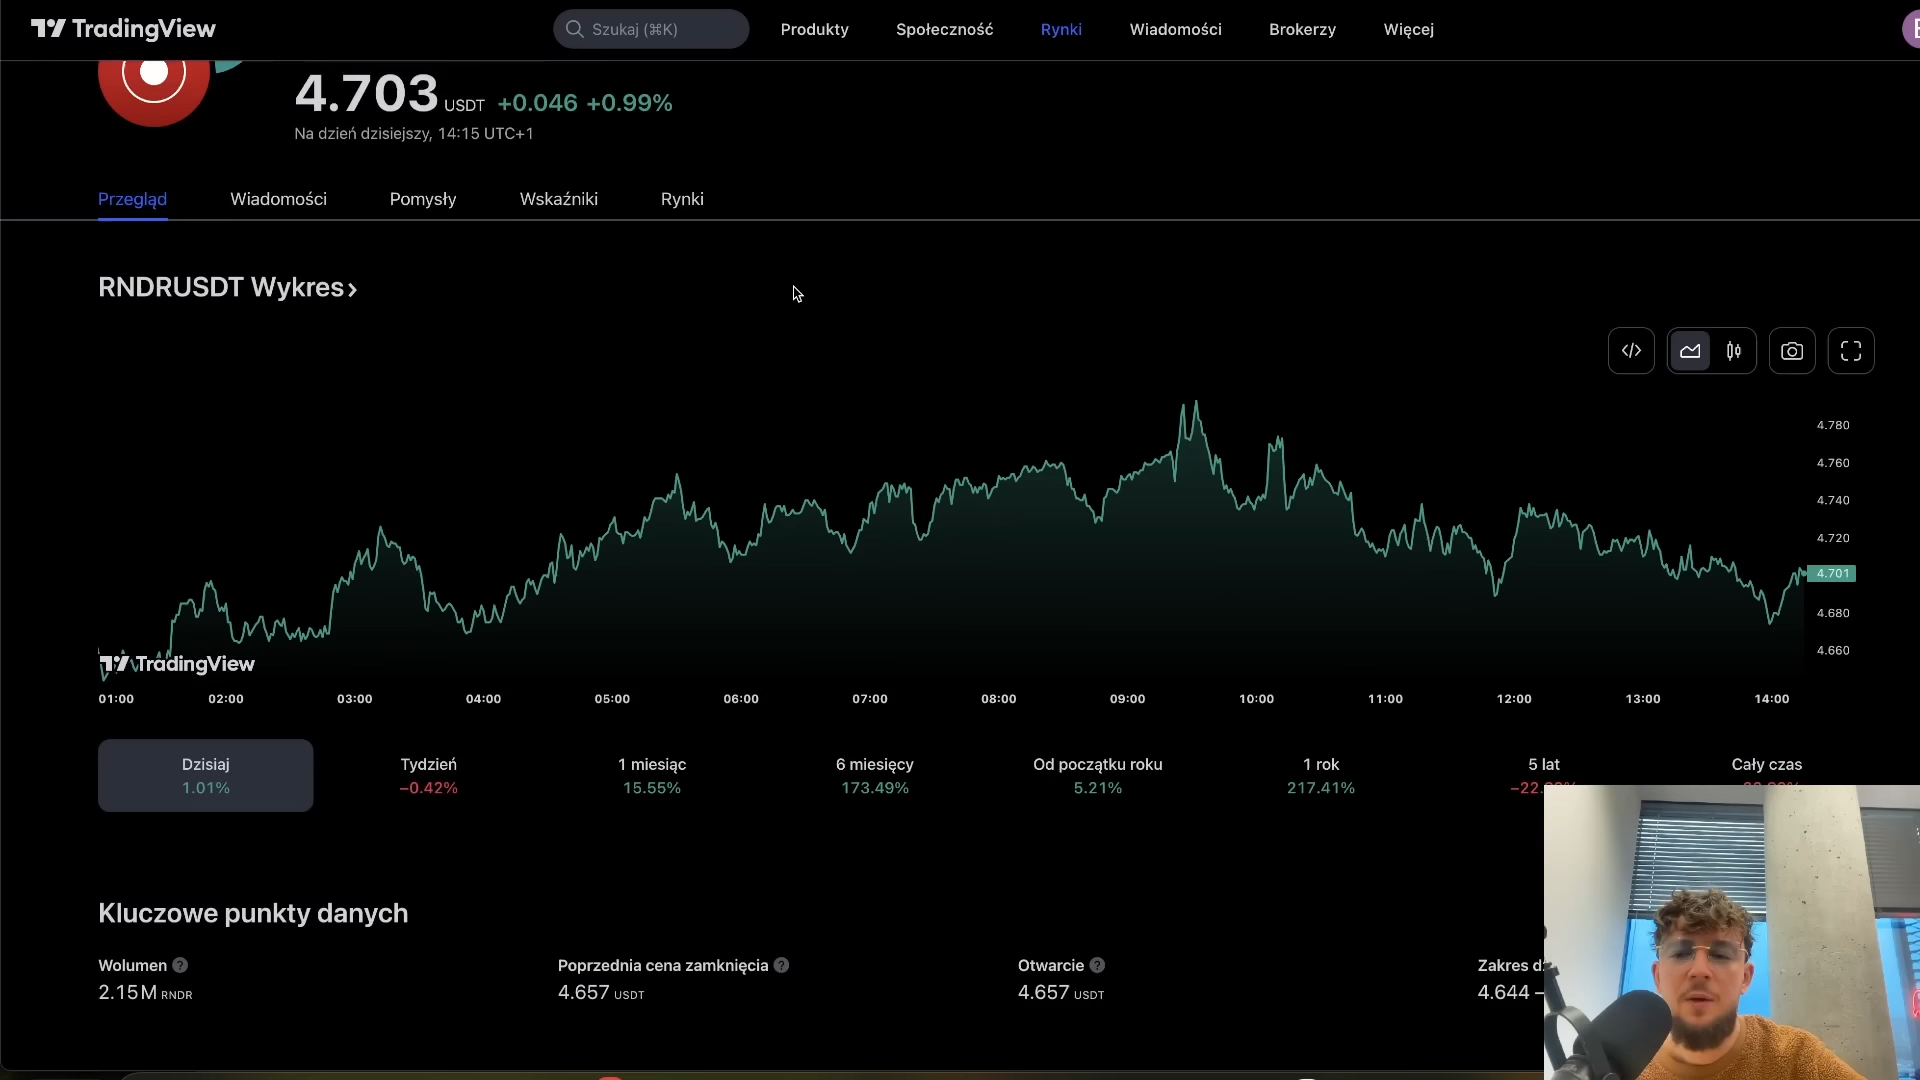 TradingView
Szukaj (⌘K)
Produkty
Społeczność
Rynki
Wiadomości
Brokerzy
Więcej
4.703 USDT +0.046 +0.99%
Na dzień dzisiejszy, 14:15 UTC+1
Przegląd
Wiadomości
Pomysły
Wskaźniki
Rynki
RNDRUSDT Wykres
4.780
4.760
4.740
4.720
4.701
4.680
4.660
TradingView
01:00 02:00 03:00 04:00 05:00 06:00 07:00 08:00 09:00 10:00 11:00 12:00 13:00 14:00
Dzisiaj
1.01%
Tydzień
−0.42%
1 miesiąc
15.55%
6 miesięcy
173.49%
Od początku roku
5.21%
1 rok
217.41%
5 lat
Cały czas
Kluczowe punkty danych
Wolumen
2.15M RNDR
Poprzednia cena zamknięcia
4.657 USDT
Otwarcie
4.657 USDT
Zakres
4.644 —